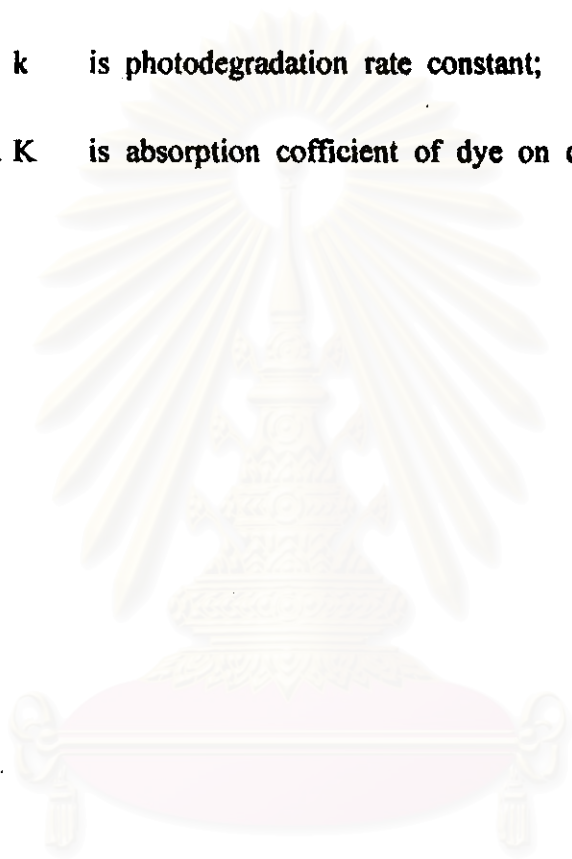 k is photodegradation rate constant;
K is absorption cofficient of dye on